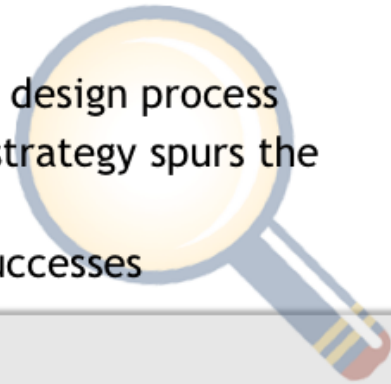 design process
strategy spurs the
uccesses